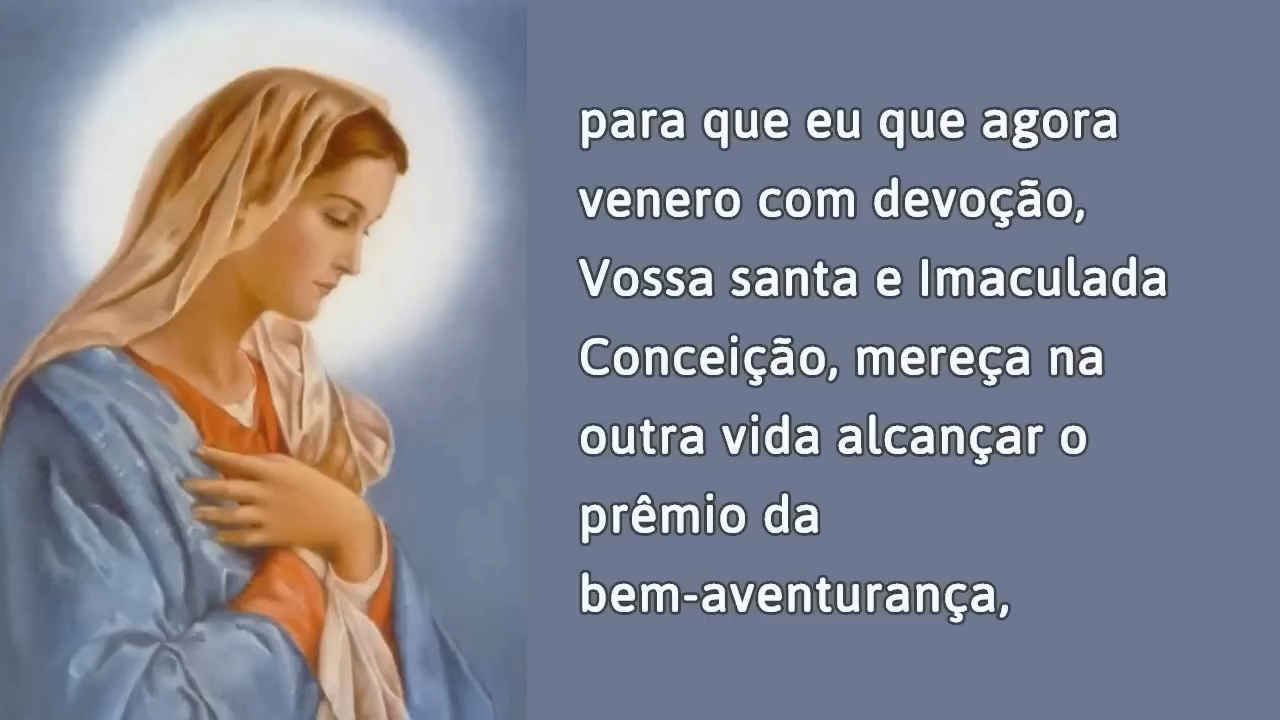 para que eu que agora
venero com devoção,
Vossa santa e Imaculada
Conceição, mereça na
outra vida alcançar o
prêmio da
bem-aventurança,